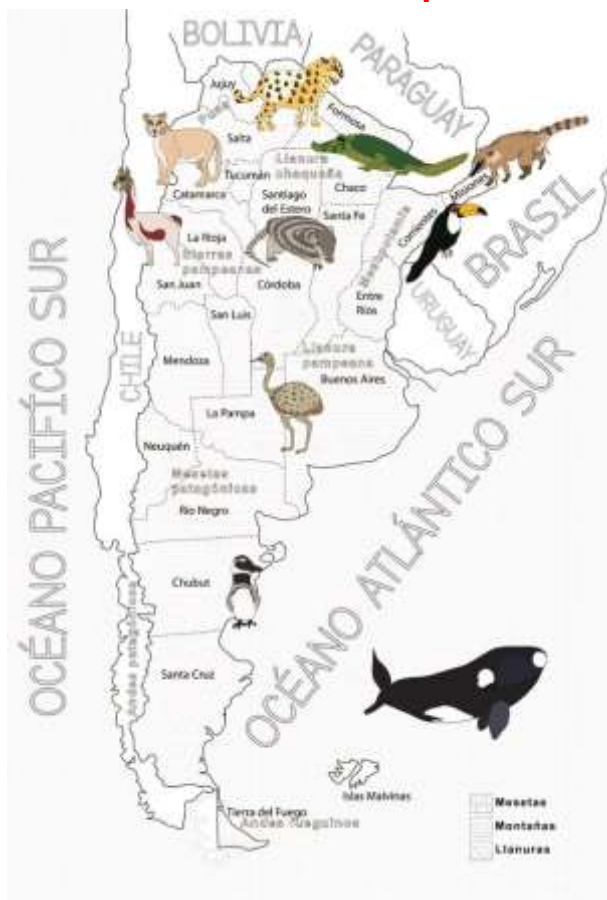 BOLIVIA
PARAGUAY
Jujuy
Puna
Formosa
Salta
Llanura
chaqueña
Tucumán
Chaco
Misiones
Catamarca
Santiago
del Estero
Santa Fe
Corrientes
BRASIL
La Rioja
Sierras
pampeanas
Mesopotamia
San Juan
Córdoba
Entre
Ríos
URUGUAY
San Luis
CHILE
Mendoza
Llanura
pampeana
Buenos Aires
La Pampa
Neuquén
Mesetas
patagónicas
Rio Negro
OCÉANO PACIFÍCO SUR
OCÉANO ATLÁNTICO SUR
Chubut
Andes patagónicos
Santa Cruz
Islas Malvinas
Tierra del Fuego
Andes fueguinos
Mesetas
Montañas
Llanuras